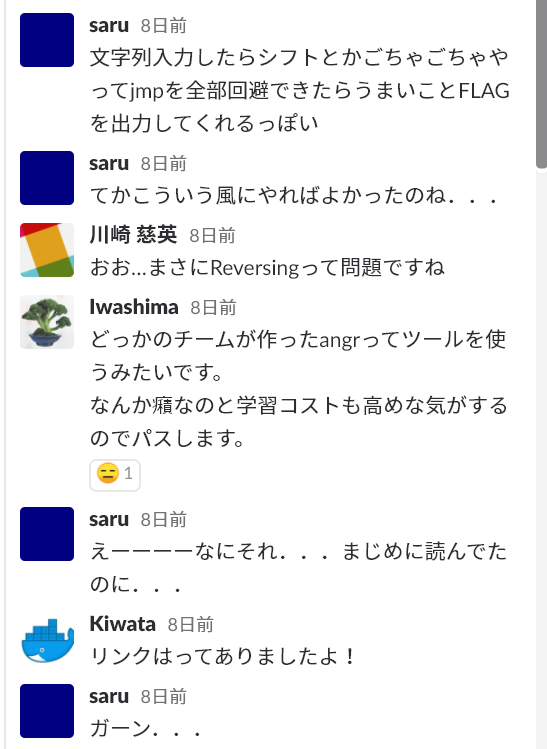 saru 8日前
文字列入力したらシフトとかごちゃごちゃや
ってjmpを全部回避できたらうまいことFLAG
を出力してくれるっぽい
saru 8日前
てかこういう風にやればよかったのね．．．
川崎 慈英 8日前
おお...まさにReversingって問題ですね
Iwashima 8日前
どっかのチームが作ったangrってツールを使
うみたいです。
なんか癪なのと学習コストも高めな気がする
のでパスします。
1
saru 8日前
えーーーーなにそれ．．．まじめに読んでた
のに．．．
Kiwata 8日前
リンクはってありましたよ！
saru 8日前
ガーン．．．